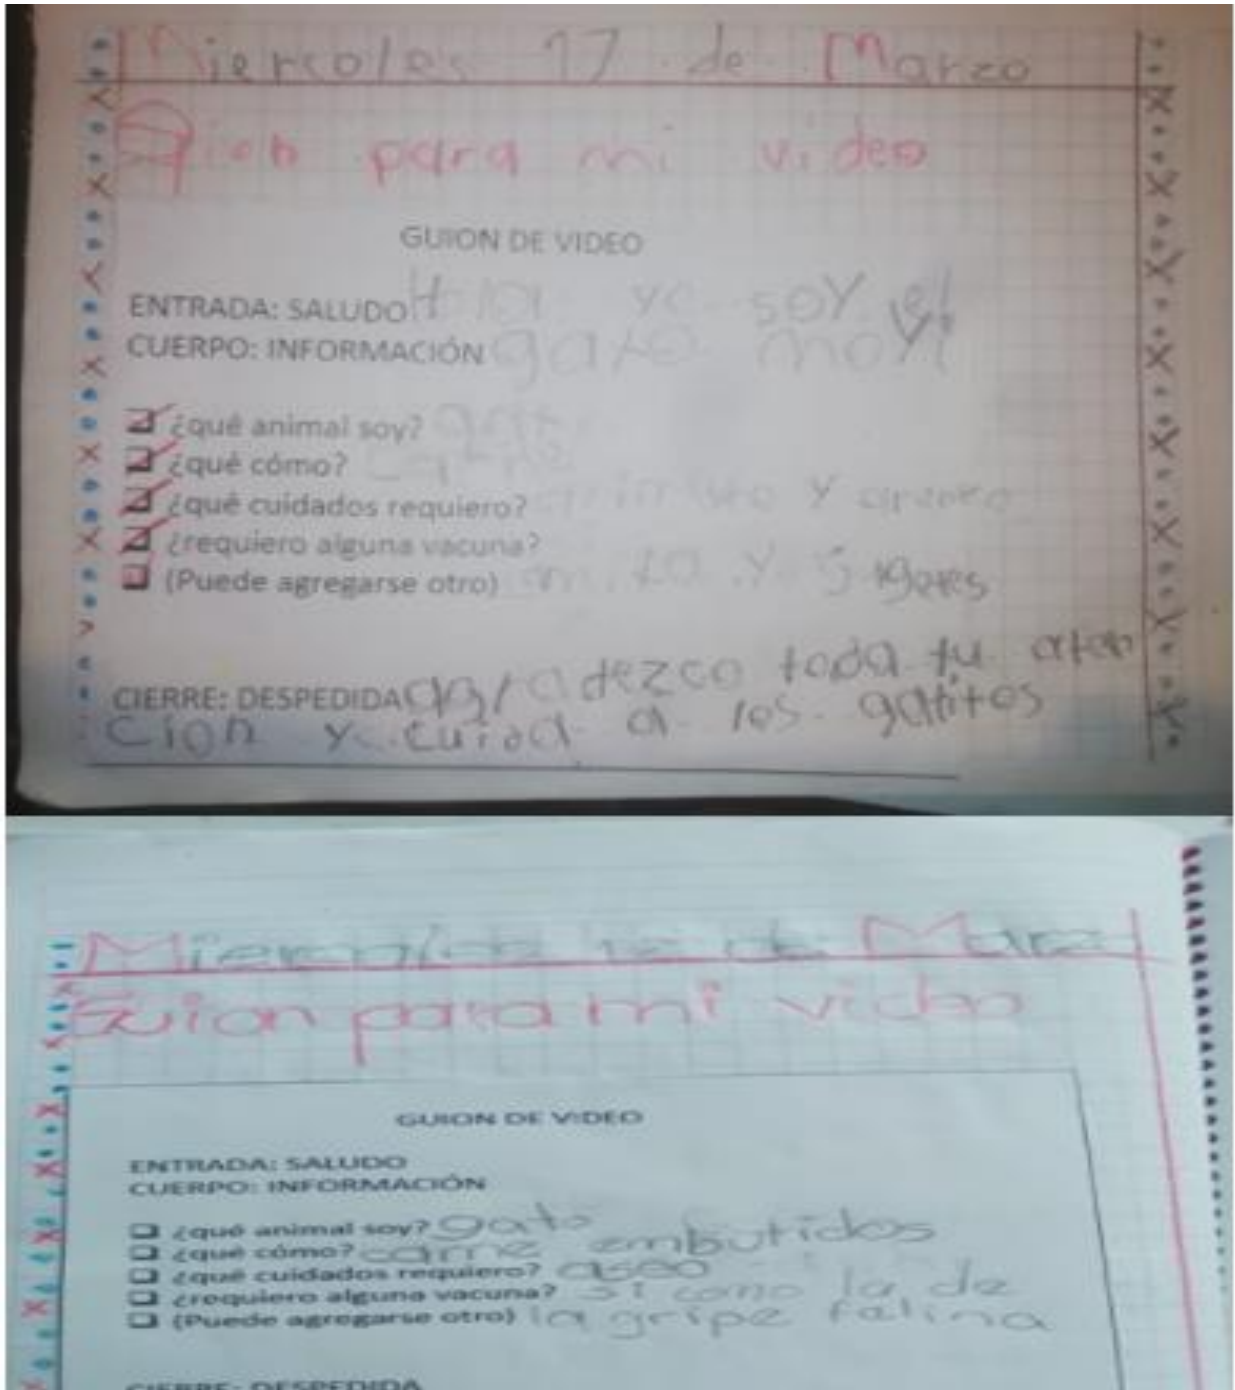 Miercoles 17 de Marzo
Gion para mi video
GUION DE VIDEO
ENTRADA: SALUDO Hola yo soy el
CUERPO: INFORMACIÓN gato
¿qué animal soy? gato
¿qué cómo? carne
¿qué cuidados requiero? y
¿requiero alguna vacuna?
(Puede agregarse otro) y
CIERRE: DESPEDIDA agradezco toda tu aten
cion y cuida a los gatitos
Miercoles de Marzo
Guion para mi video
GUION DE VIDEO
ENTRADA: SALUDO
CUERPO: INFORMACIÓN
¿qué animal soy? gato
¿qué cómo? carne embutidos
¿qué cuidados requiero? aseo
¿requiero alguna vacuna? si como la de
(Puede agregarse otro) la gripe felina
CIERRE: DESPEDIDA